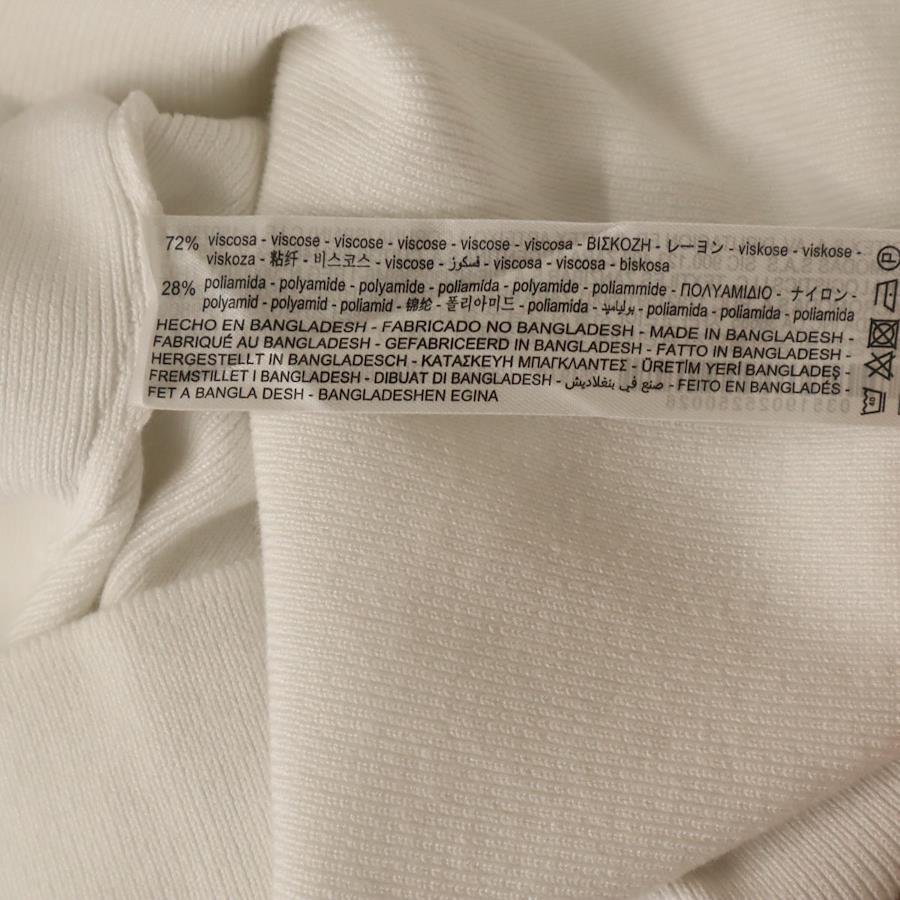 72% viscosa - viscose - viscose - viscose - viscose - viscosa - ΒΙΣΚΟΖΗ - レーヨン - viskose - viskose -
viskoza - 粘纤 - 비스코스 - viscose - فسكوز - viscosa - viscosa - biskosa
28% poliamida - polyamide - polyamide - poliamida - polyamide - poliammide - ΠΟΛΥΑΜΙΔΙΟ - ナイロン -
polyamid - polyamid - poliamid - 锦纶 - 폴리아미드 - poliamida - بولياميد - poliamida - poliamida - poliamida
HECHO EN BANGLADESH - FABRICADO NO BANGLADESH - MADE IN BANGLADESH -
FABRIQUÉ AU BANGLADESH - GEFABRICEERD IN BANGLADESH - FATTO IN BANGLADESH -
HERGESTELLT IN BANGLADESCH - ΚΑΤΑΣΚΕΥΗ ΜΠΑΓΚΛΑΝΤΕΣ - ÜRETİM YERİ BANGLADEŞ -
FREMSTILLET I BANGLADESH - DIBUAT DI BANGLADESH - صنع في بنغلاديش - FEITO EN BANGLADÉS -
FET A BANGLA DESH - BANGLADESHEN EGINA
P
40